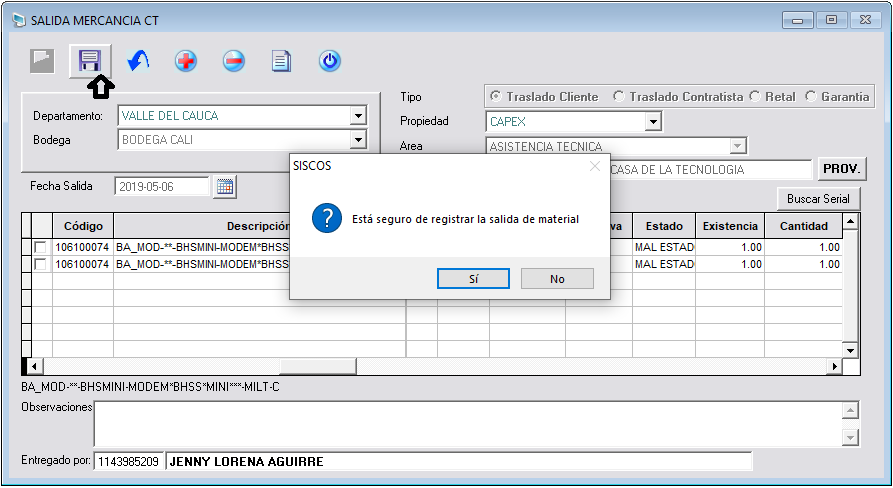 SALIDA MERCANCIA CT
Departamento: VALLE DEL CAUCA
Bodega BODEGA CALI
Fecha Salida 2019-05-06
Tipo Traslado Cliente Traslado Contratista Retal Garantia
Propiedad CAPEX
Area ASISTENCIA TECNICA
CASA DE LA TECNOLOGIA PROV.
Buscar Serial
SISCOS
Está seguro de registrar la salida de material
Sí No
Código Descripción va Estado Existencia Cantidad
106100074 BA_MOD-**-BHSMINI-MODEM*BHSS MAL ESTAD 1.00 1.00
106100074 BA_MOD-**-BHSMINI-MODEM*BHSS MAL ESTAD 1.00 1.00
BA_MOD-**-BHSMINI-MODEM*BHSS*MINI***-MILT-C
Observaciones
Entregado por: 1143985209 JENNY LORENA AGUIRRE